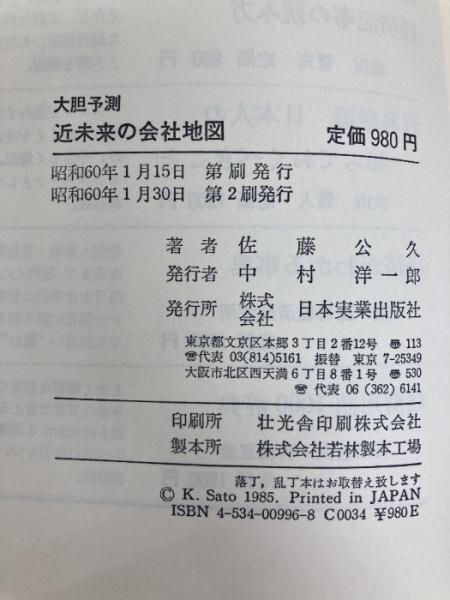 大胆予測
近未来の会社地図 定価980円
昭和60年1月15日 第刷発行
昭和60年1月30日 第2刷発行
著者 佐藤公久
発行者 中村洋一郎
発行所 株式会社 日本実業出版社
東京都文京区本郷3丁目2番12号 〠 113
☎代表 03(814)5161 振替 東京 7-25349
大阪市北区西天満6丁目8番1号 〠 530
☎代表 06 (362) 6141
印刷所 壮光舎印刷株式会社
製本所 株式会社若林製本工場
落丁，乱丁本はお取替え致します
© K. Sato 1985. Printed in JAPAN
ISBN 4-534-00996-8 C0034 ¥980E